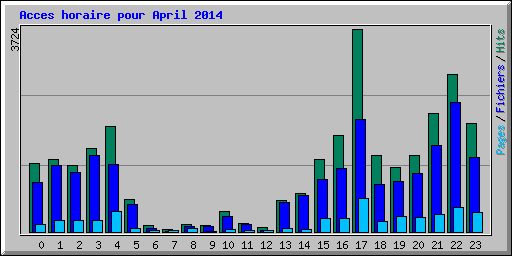 Acces horaire pour April 2014
3724
Pages / Fichiers / Hits
0 1 2 3 4 5 6 7 8 9 10 11 12 13 14 15 16 17 18 19 20 21 22 23